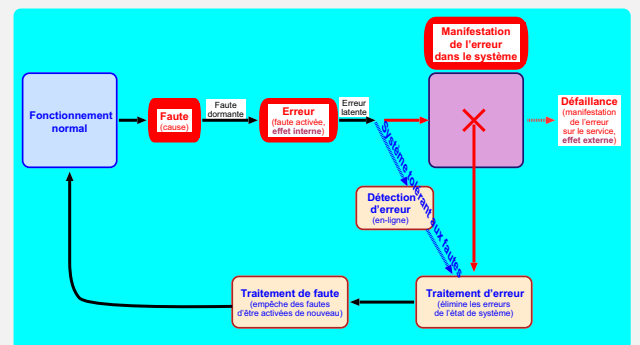 Manifestation
de l'erreur
dans le système
Fonctionnement
normal
Faute
(cause)
Faute
dormante
Erreur
(faute activée,
effet interne)
Erreur
latente
Défaillance
(manifestation
de l'erreur
sur le service,
effet externe)
Système tolérant aux fautes
Détection
d'erreur
(en-ligne)
Traitement de faute
(empêche des fautes
d'être activées de nouveau)
Traitement d'erreur
(élimine les erreurs
de l'état de système)